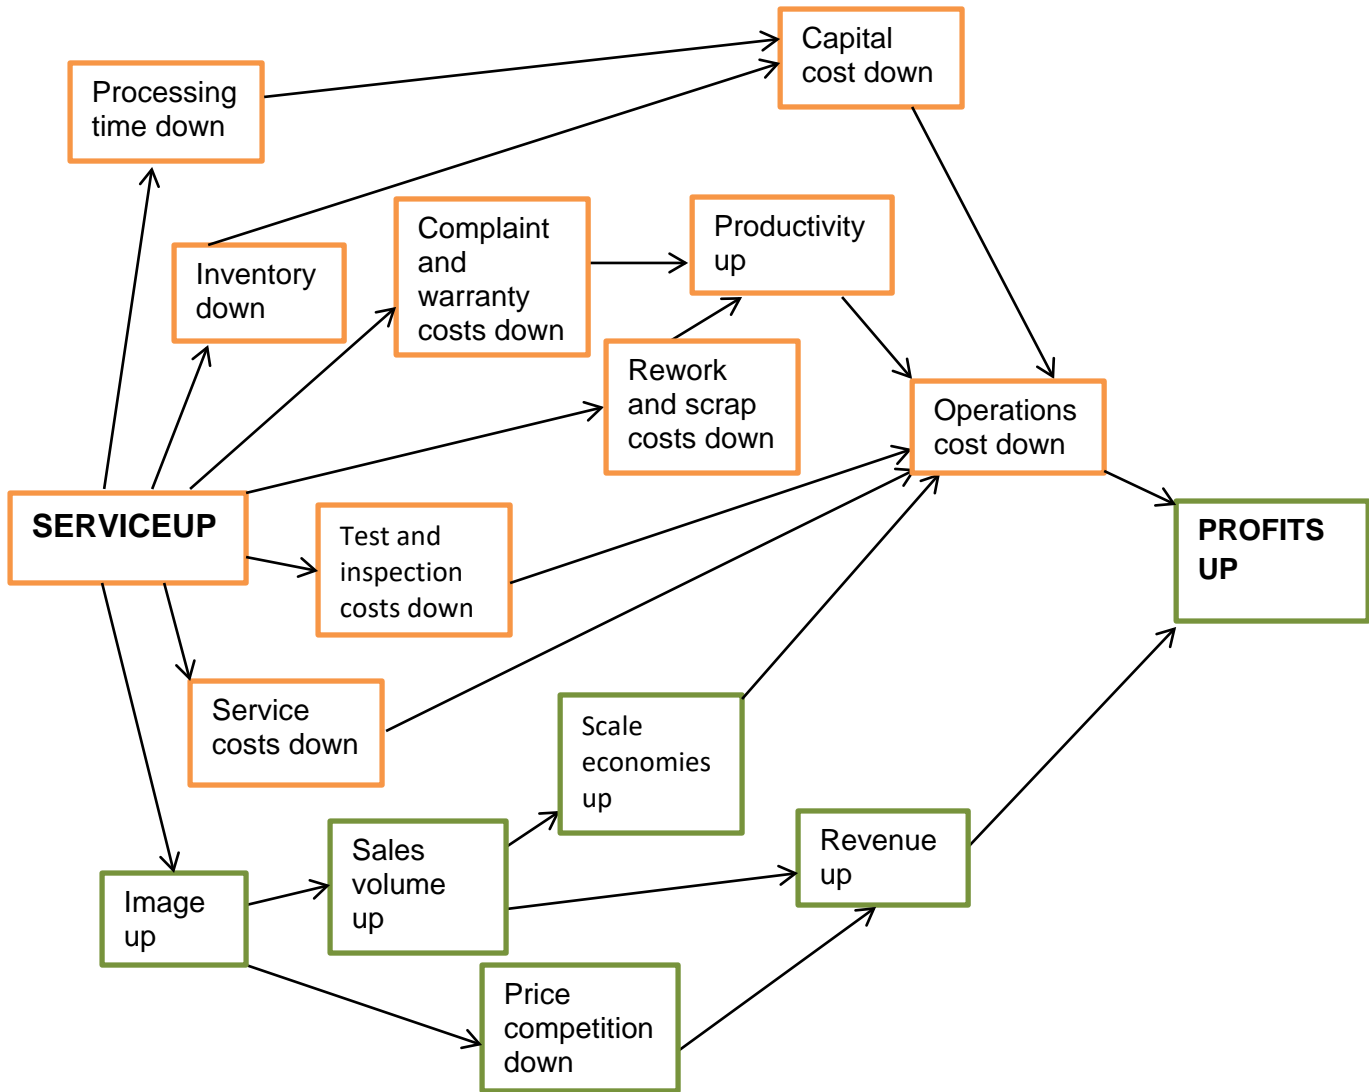 Capital
cost down
Processing
time down
Complaint
and
warranty
costs down
Productivity
up
Inventory
down
Rework
and scrap
costs down
Operations
cost down
SERVICEUP
Test and
inspection
costs down
PROFITS
UP
Service
costs down
Scale
economies
up
Sales
volume
up
Revenue
up
Image
up
Price
competition
down